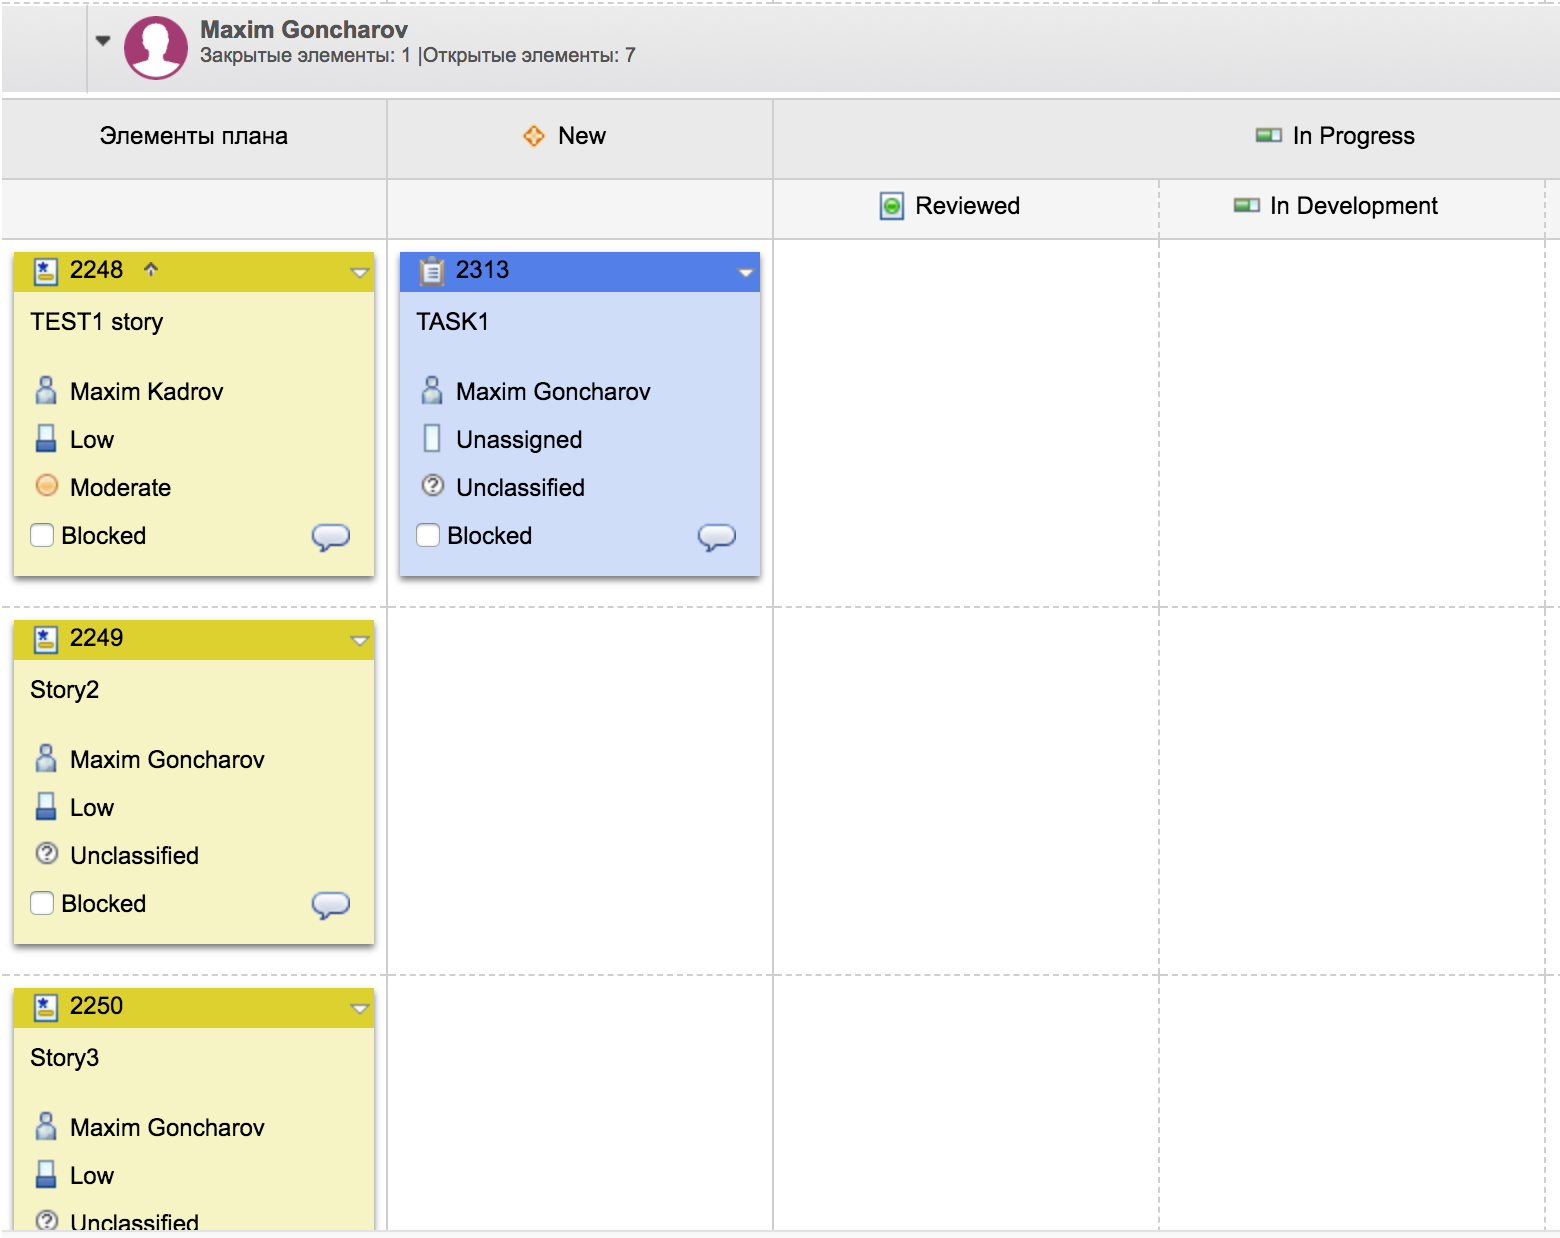 Maxim Goncharov
Закрытые элементы: 1 |Открытые элементы: 7
Элементы плана
New
In Progress
Reviewed
In Development
2248
TEST1 story
Maxim Kadrov
Low
Moderate
Blocked
2313
TASK1
Maxim Goncharov
Unassigned
Unclassified
Blocked
2249
Story2
Maxim Goncharov
Low
Unclassified
Blocked
2250
Story3
Maxim Goncharov
Low
Unclassified